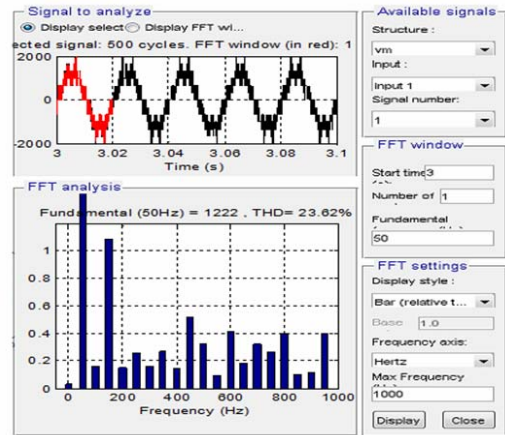 Signal to analyze
Display select Display FFT wi...
ected signal: 500 cycles. FFT window (in red): 1
2000
0
-2000
3 3.02 3.04 3.06 3.08 3.1
Time (s)
FFT analysis
Fundamental (50Hz) = 1222 , THD= 23.62%
1
0.8
0.6
0.4
0.2
0
0 200 400 600 800 1000
Frequency (Hz)
Available signals
Structure :
vm
Input :
input 1
Signal number:
1
FFT window
Start time 3
Number of 1
Fundamental
50
FFT settings
Display style :
Bar (relative t...
Base 1.0
Frequency axis:
Hertz
Max Frequency
1000
Display Close